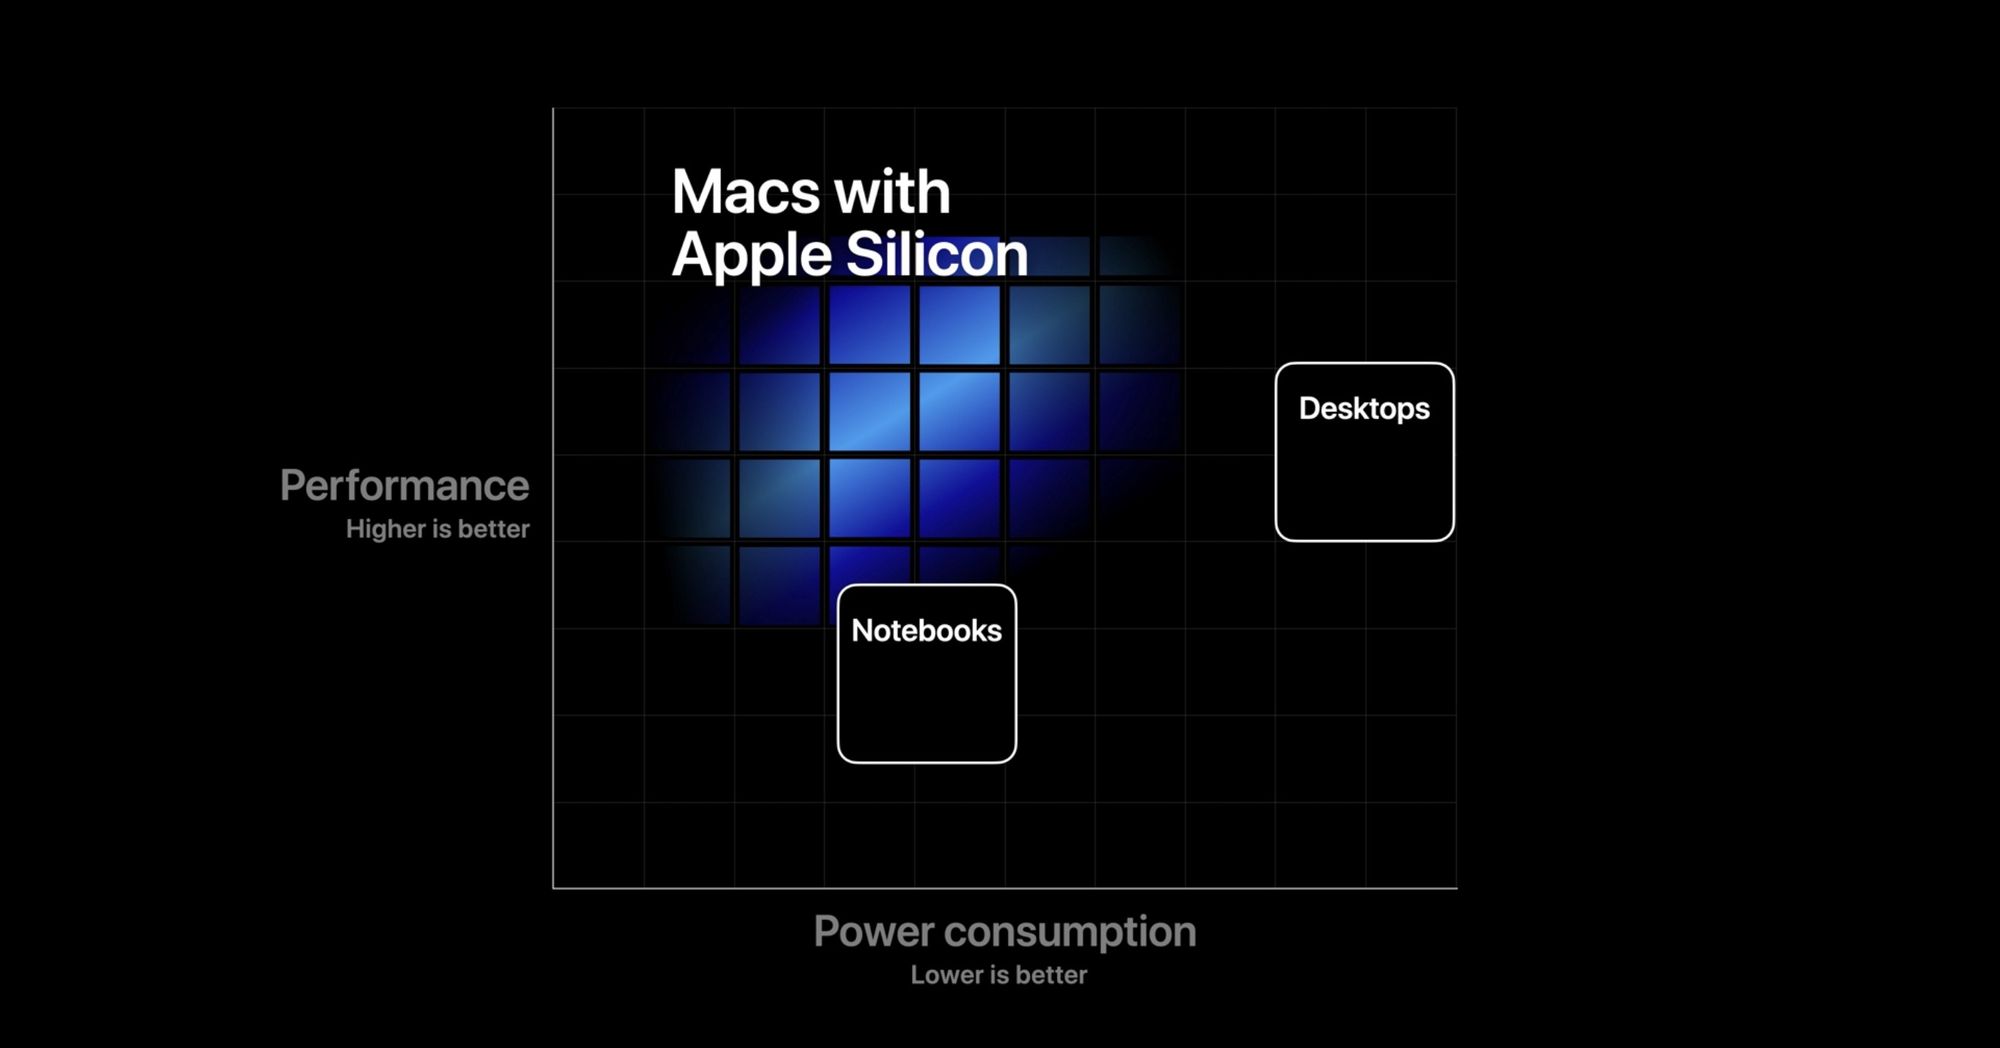 Macs with
Apple Silicon
Desktops
Performance
Higher is better
Notebooks
Power consumption
Lower is better